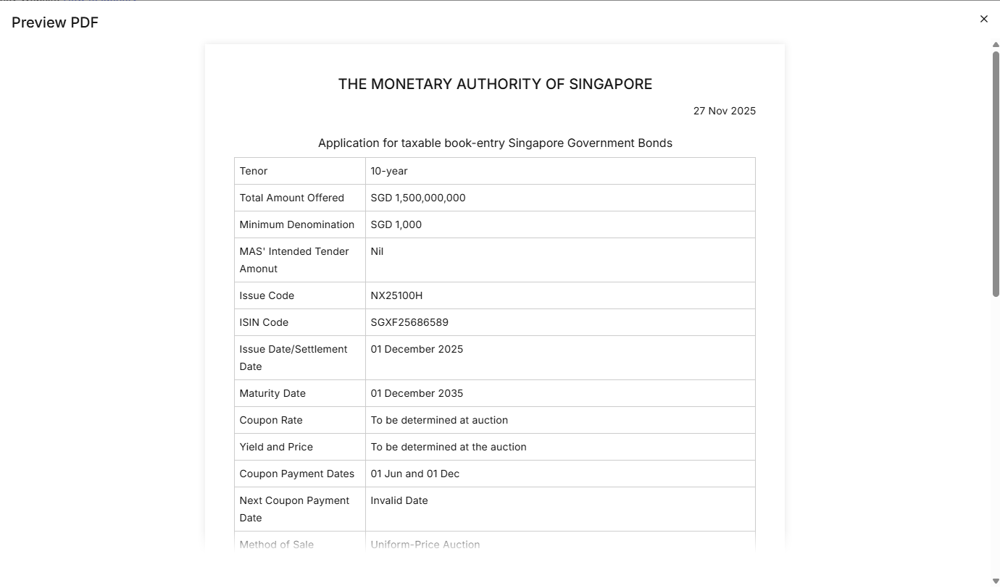 Preview PDF
THE MONETARY AUTHORITY OF SINGAPORE
27 Nov 2025
Application for taxable book-entry Singapore Government Bonds
Tenor 10-year
Total Amount Offered SGD 1,500,000,000
Minimum Denomination SGD 1,000
MAS' Intended Tender Nil
Amonut
Issue Code NX25100H
ISIN Code SGXF25686589
Issue Date/Settlement 01 December 2025
Date
Maturity Date 01 December 2035
Coupon Rate To be determined at auction
Yield and Price To be determined at the auction
Coupon Payment Dates 01 Jun and 01 Dec
Next Coupon Payment Invalid Date
Date
Method of Sale Uniform-Price Auction